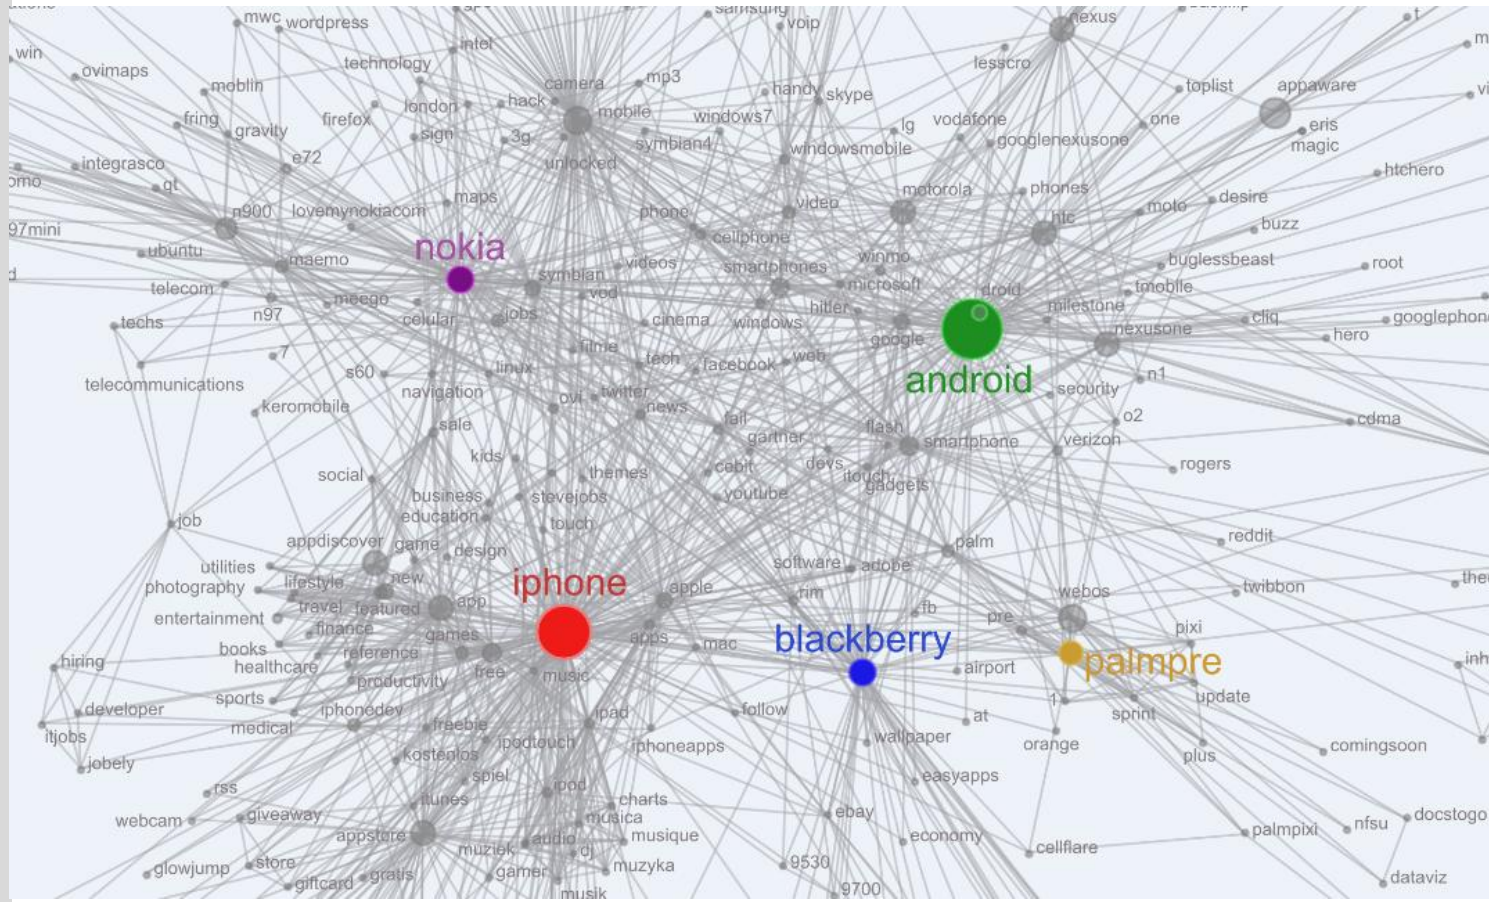 samsung
nexus
mwc
wordpress
voip
t
intel
win
lesscro
ovimaps
technology
camera
mp3
toplist
appaware
moblin
handy
skype
london
hack
mobile
windows7
vodafone
one
fring
firefox
gravity
sign
3g
symbian4
lg
googlenexusone
eris
magic
integrasco
e72
unlocked
windowsmobile
htchero
qt
maps
motorola
phones
n900
lovemynokiacom
phone
video
htc
moto
desire
97mini
buzz
ubuntu
nokia
cellphone
maemo
symbian
videos
smartphones
winmo
buglessbeast
root
telecom
meego
vod
microsoft
droid
tmobile
n97
celular
jobs
cinema
windows
hitler
milestone
cliq
techs
google
nexusone
hero
7
filme
tech
facebook
web
telecommunications
s60
linux
navigation
android
security
n1
keromobile
ovi
twitter
news
o2
cdma
sale
fail
flash
gartner
smartphone
verizon
kids
social
themes
cebit
devs
itouch
gadgets
rogers
business
stevejobs
youtube
education
job
touch
appdiscover
game
design
palm
reddit
utilities
software
adobe
photography
lifestyle
new
iphone
apple
rim
webos
twibbon
travel
featured
app
fb
entertainment
finance
games
apps
pre
pixi
books
reference
mac
blackberry
palmpre
hiring
healthcare
free
music
airport
productivity
sports
update
developer
medical
iphonedev
freebie
ipad
follow
at
1
sprint
itjobs
ipodtouch
iphoneapps
wallpaper
orange
plus
comingsoon
jobely
kostenlos
rss
spiel
ipod
easyapps
itunes
charts
webcam
giveaway
musica
ebay
docstogo
appstore
audio
musique
economy
palmpixi
nfsu
muziek
dj
cellflare
glowjump
store
gratis
gamer
muzyka
9530
giftcard
musik
9700
dataviz